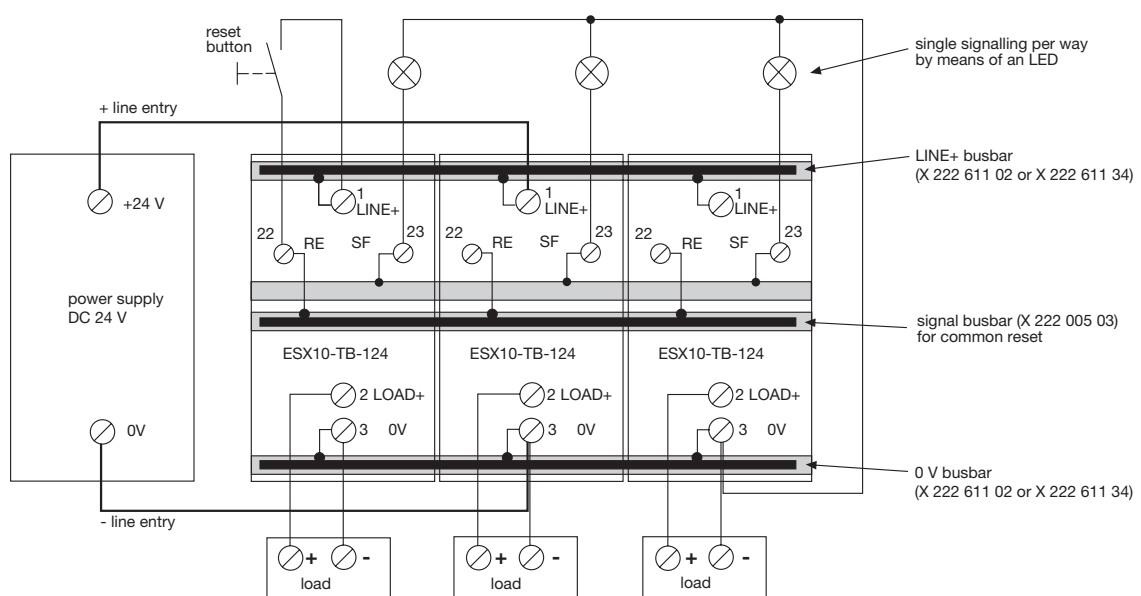 reset
button
single signalling per way
by means of an LED
+ line entry
LINE+ busbar
(X 222 611 02 or X 222 611 34)
+24 V
1
LINE+
1
LINE+
1
LINE+
22
RE
SF
23
22
RE
SF
23
22
RE
SF
23
power supply
DC 24 V
signal busbar (X 222 005 03)
for common reset
ESX10-TB-124
ESX10-TB-124
ESX10-TB-124
2 LOAD+
2 LOAD+
2 LOAD+
0V
3 0V
3 0V
3 0V
0 V busbar
(X 222 611 02 or X 222 611 34)
- line entry
+ -
load
+ -
load
+ -
load